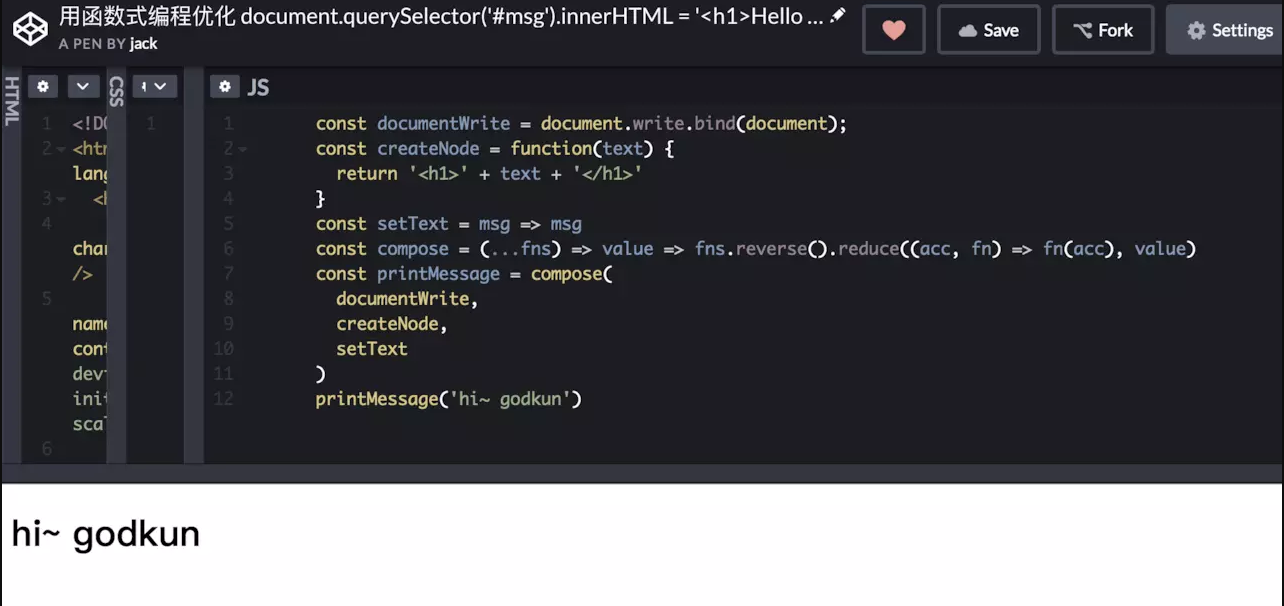 用函数式编程优化 document.querySelector('#msg').innerHTML = '<h1>Hello ...
A PEN BY jack
Save
Fork
Settings
HTML
CSS
JS
1 <!DO
2 <htm
lang
3 <h
4
char
/>
5
name
cont
devi
init
scal
6
1
1 const documentWrite = document.write.bind(document);
2 const createNode = function(text) {
3 return '<h1>' + text + '</h1>'
4 }
5 const setText = msg => msg
6 const compose = (...fns) => value => fns.reverse().reduce((acc, fn) => fn(acc), value)
7 const printMessage = compose(
8 documentWrite,
9 createNode,
10 setText
11 )
12 printMessage('hi~ godkun')
hi~ godkun